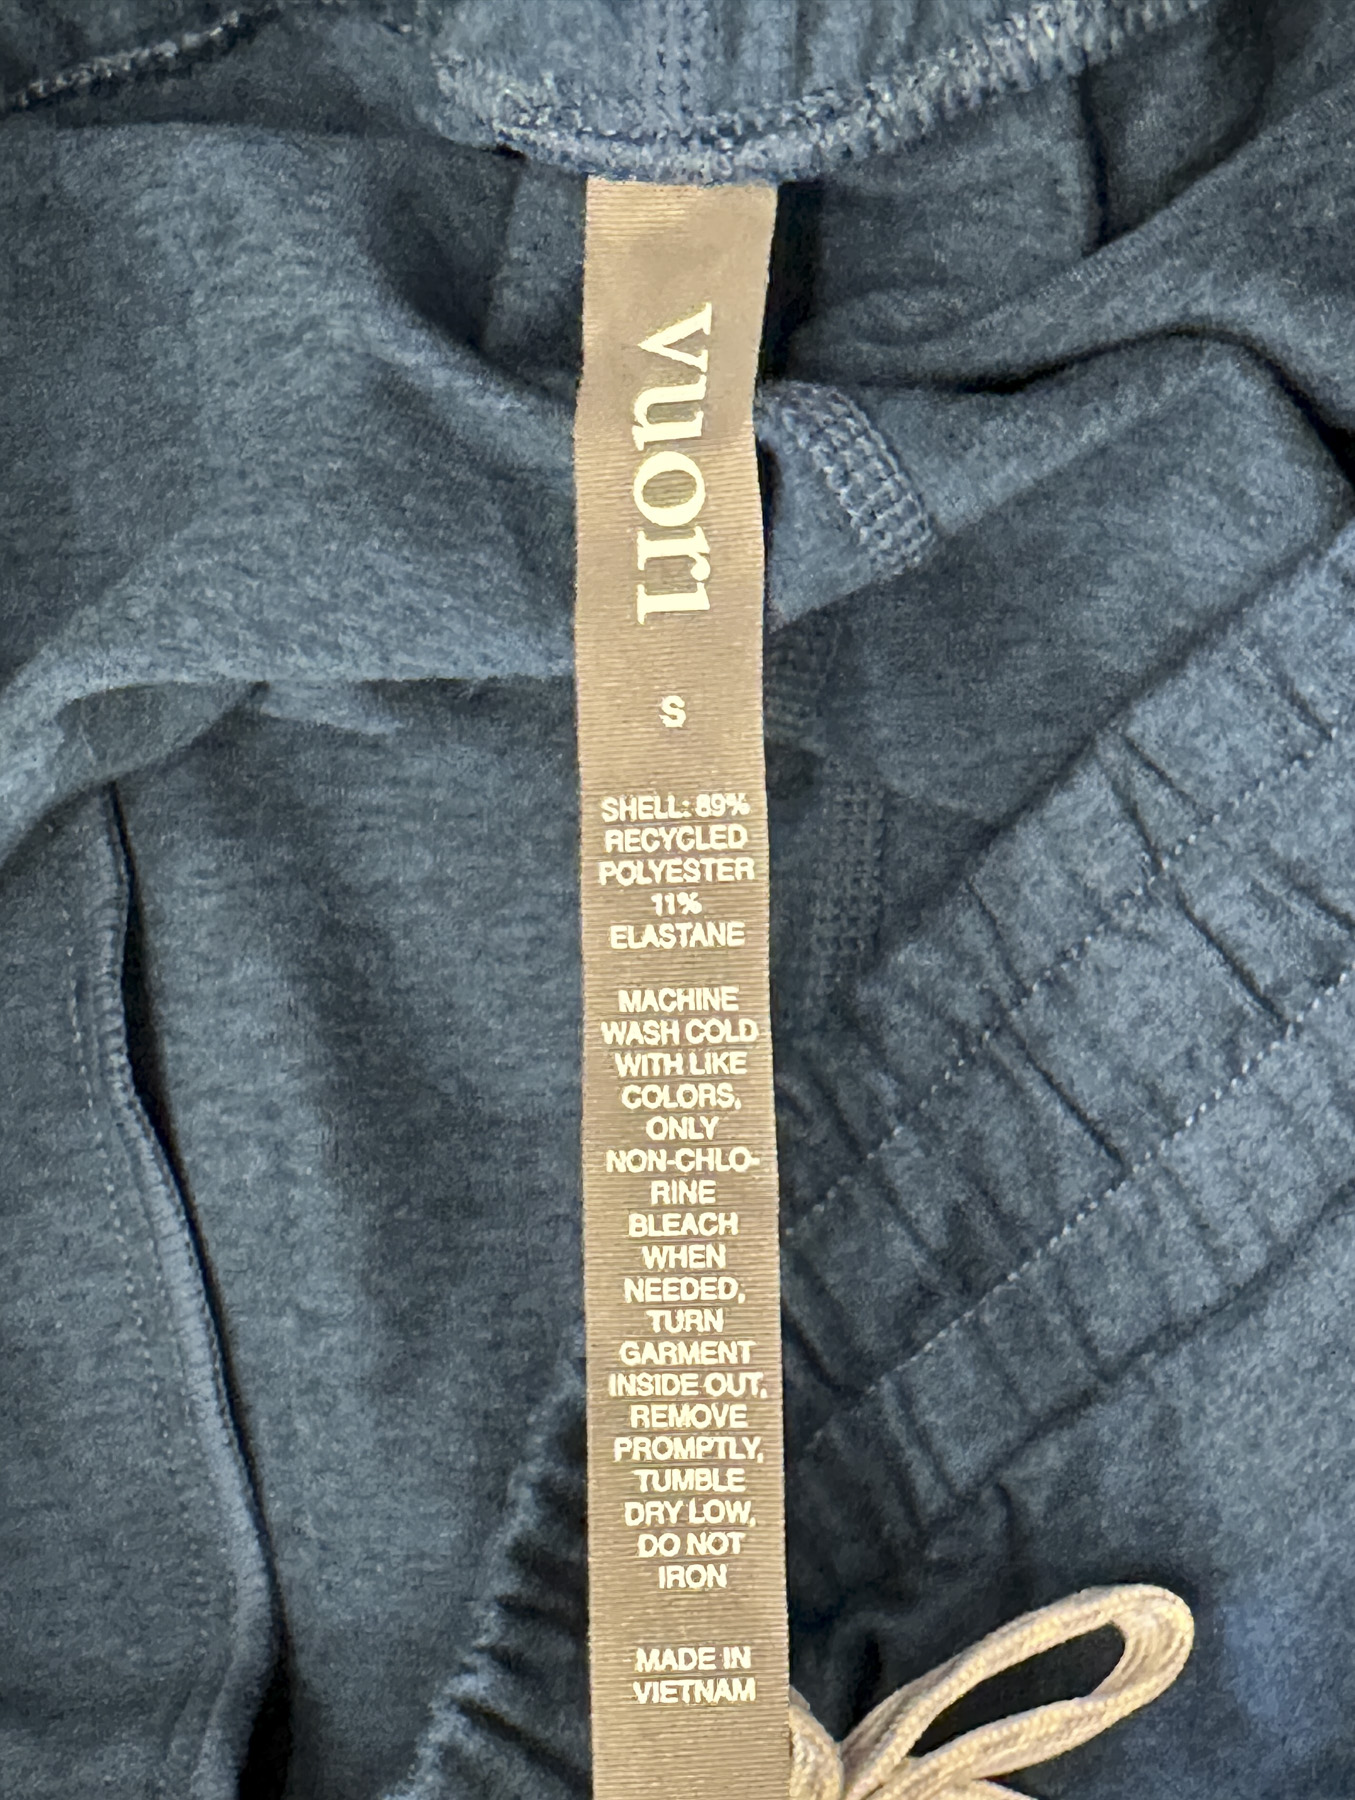 vuori
S
SHELL: 89%
RECYCLED
POLYESTER
11%
ELASTANE
MACHINE
WASH COLD
WITH LIKE
COLORS,
ONLY
NON-CHLO-
RINE
BLEACH
WHEN
NEEDED,
TURN
GARMENT
INSIDE OUT,
REMOVE
PROMPTLY,
TUMBLE
DRY LOW,
DO NOT
IRON
MADE IN
VIETNAM